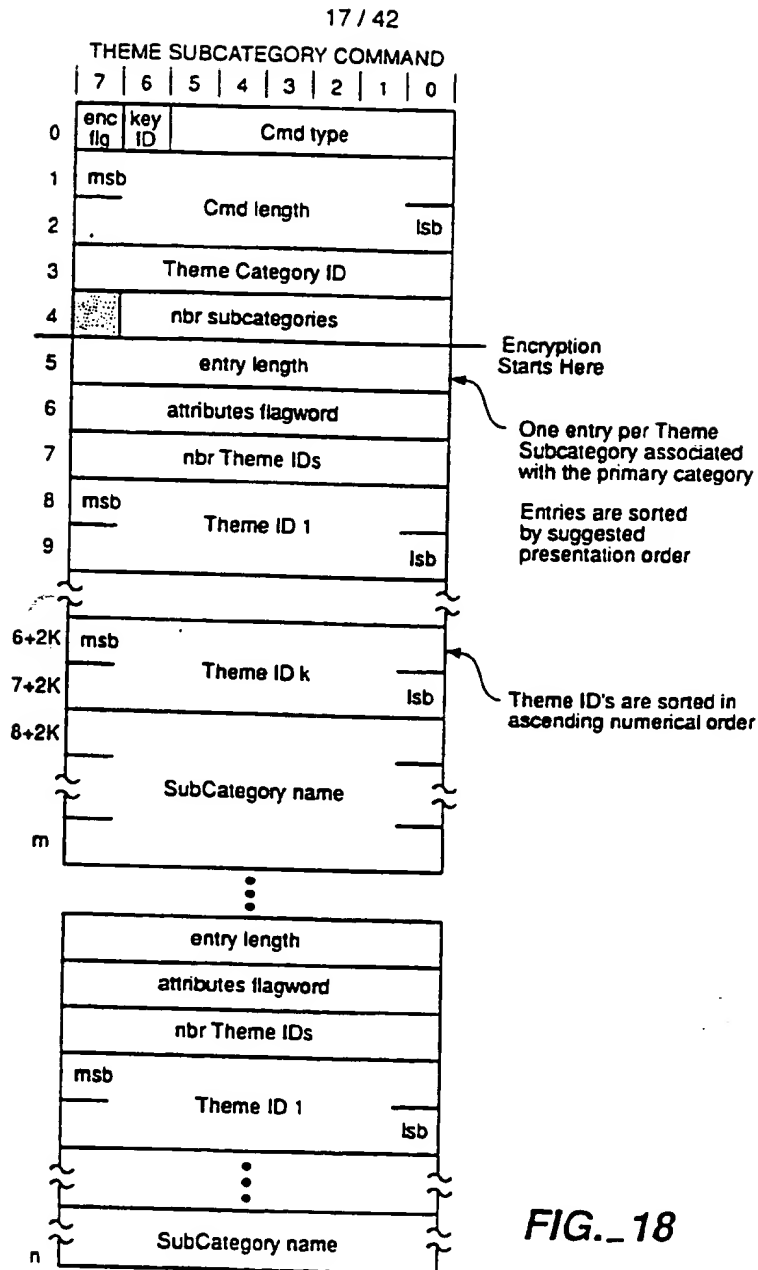 17 / 42
THEME SUBCATEGORY COMMAND
7 6 5 4 3 2 1 0
0 enc flg key ID Cmd type
1 msb
Cmd length
2 lsb
3 Theme Category ID
4 nbr subcategories
Encryption
Starts Here
5 entry length
6 attributes flagword
One entry per Theme
Subcategory associated
with the primary category
7 nbr Theme IDs
8 msb
Theme ID 1
9 lsb
Entries are sorted
by suggested
presentation order
6+2K msb
Theme ID k
7+2K lsb
Theme ID's are sorted in
ascending numerical order
8+2K
SubCategory name
m
entry length
attributes flagword
nbr Theme IDs
msb
Theme ID 1
lsb
n SubCategory name
FIG._18